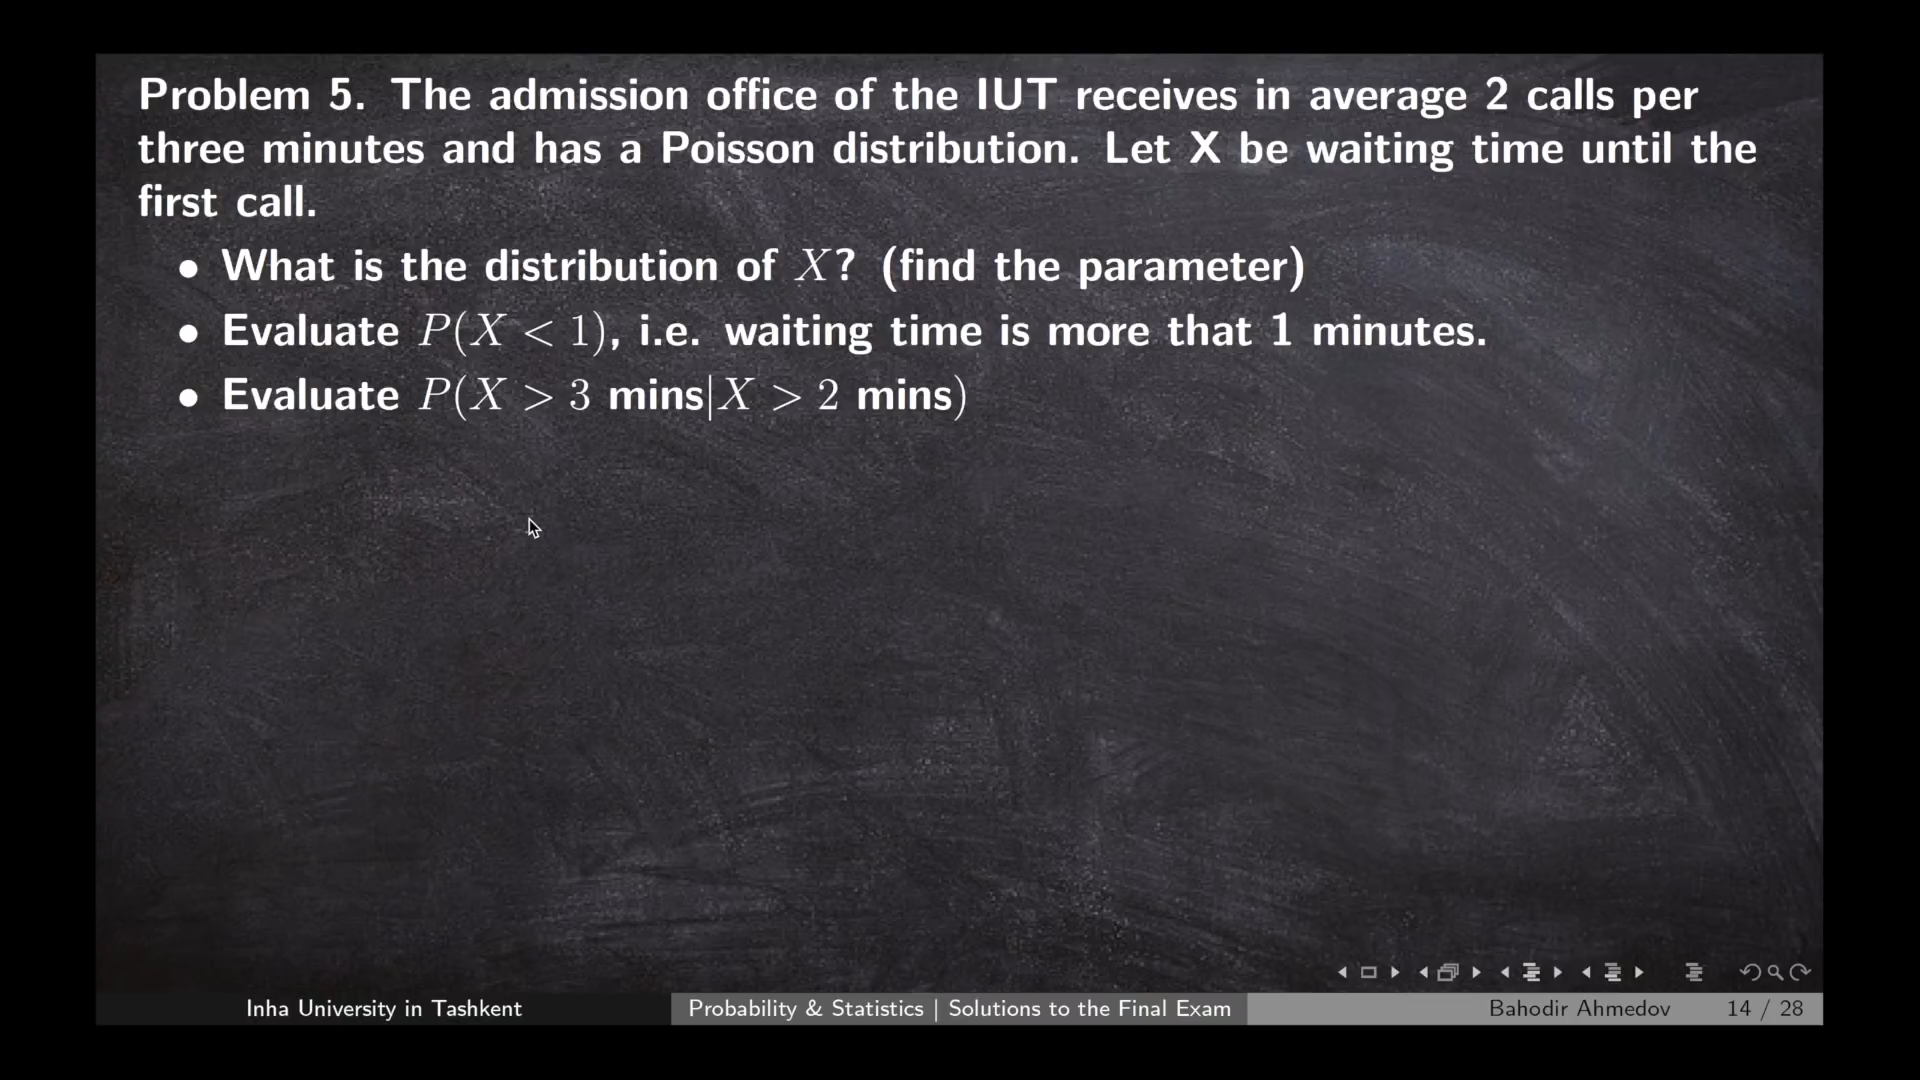 Problem 5. The admission office of the IUT receives in average 2 calls per
three minutes and has a Poisson distribution. Let X be waiting time until the
first call.
• What is the distribution of X? (find the parameter)
• Evaluate P(X < 1), i.e. waiting time is more that 1 minutes.
• Evaluate P(X > 3 mins|X > 2 mins)
Inha University in Tashkent
Probability & Statistics | Solutions to the Final Exam
Bahodir Ahmedov
14 / 28